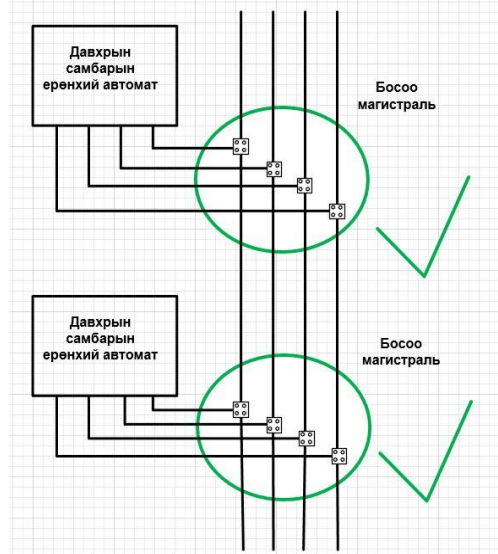 Давхрын
самбарын
ерөнхий автомат
Босоо
магистраль
Давхрын
самбарын
ерөнхий автомат
Босоо
магистраль